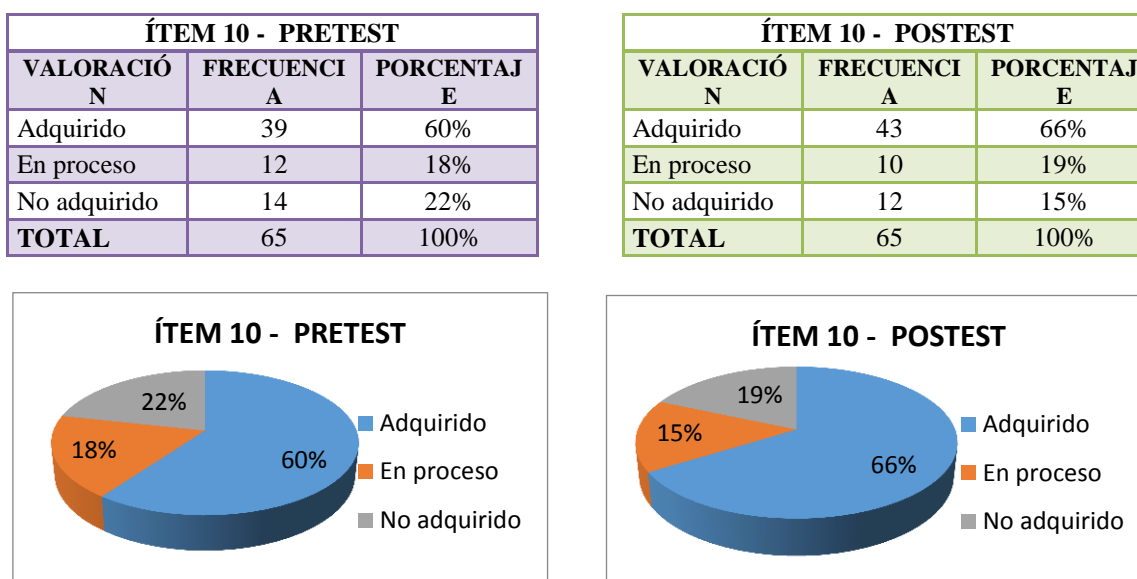 ÍTEM 10 - PRETEST
VALORACIÓ
N
FRECUENCI
A
PORCENTAJ
E
Adquirido 39 60%
En proceso 12 18%
No adquirido 14 22%
TOTAL 65 100%
ÍTEM 10 - POSTEST
VALORACIÓ
N
FRECUENCI
A
PORCENTAJ
E
Adquirido 43 66%
En proceso 10 19%
No adquirido 12 15%
TOTAL 65 100%
ÍTEM 10 - PRETEST
22%
18%
60%
Adquirido
En proceso
No adquirido
ÍTEM 10 - POSTEST
19%
15%
66%
Adquirido
En proceso
No adquirido